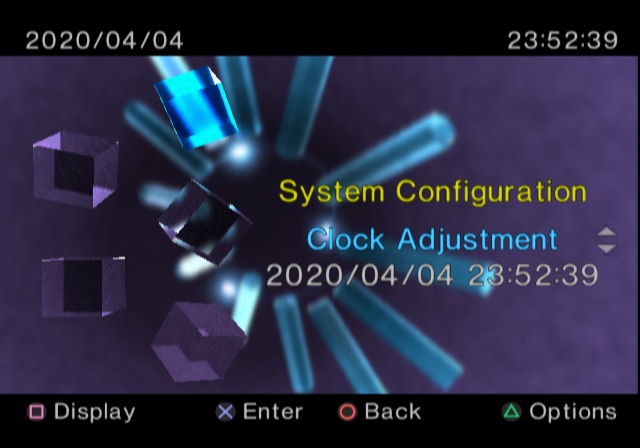 2020/04/04 23:52:39
System Configuration
Clock Adjustment
2020/04/04 23:52:39
Display Enter Back Options